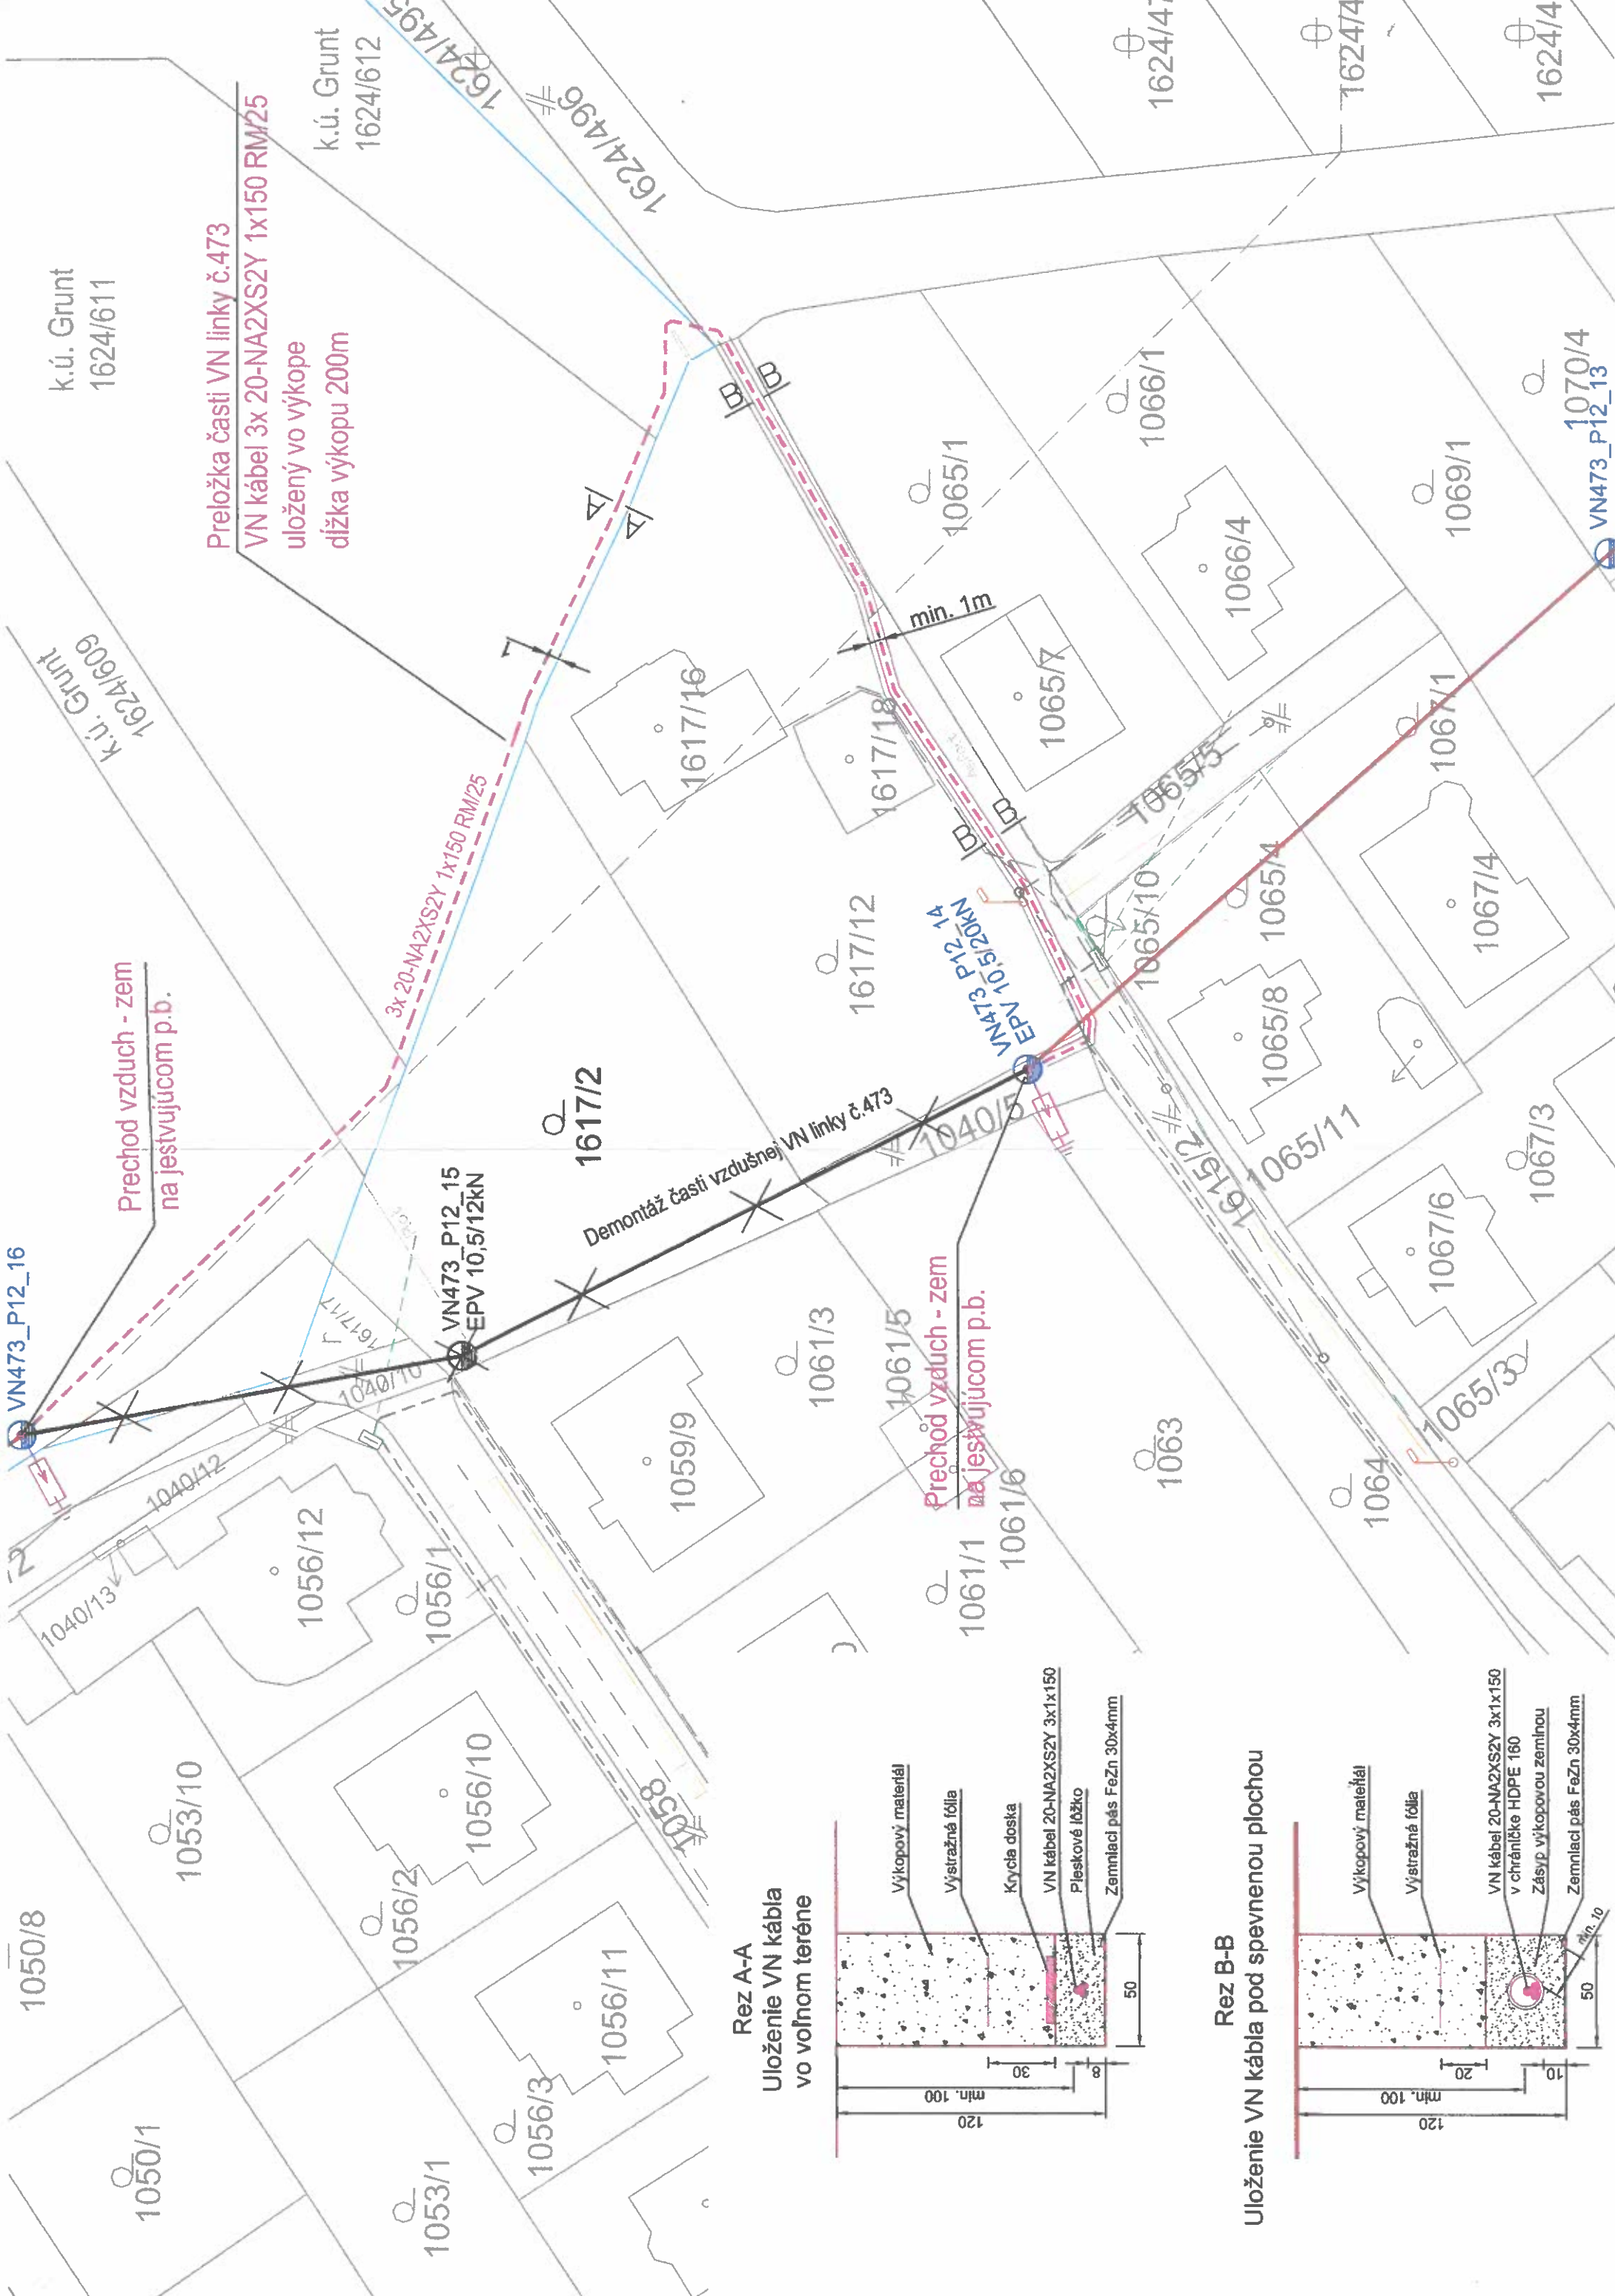 k.ú. Grunt
1624/611
k.ú. Grunt
1624/612
1624/495
1624/496
1624/47
k.ú. Grunt
1624/609
Preložka časti VN linky č.473
VN kábel 3x 20-NA2XS2Y 1x150 RM/25
uložený vo výkope
dĺžka výkopu 200m
3x 20-NA2XS2Y 1x150 RM/25
Prechod vzduch - zem
na jestvujúcom p.b.
VN473_P12_16
VN473_P12_15
EPV 10,5/12kN
Demontáž časti vzdušnej VN linky č.473
VN473_P12_14
EPV 10,5/20kN
VN473_P12_13
Prechod vzduch - zem
na jestvujúcom p.b.
min. 1m
1
A
A
B
B
B
B
1617/2
1617/12
1617/16
1617/18
1617/17
1040/5
1040/10
1040/12
1040/13
1065/1
1066/1
1066/4
1065/7
1065/5
1065/10
1065/4
1065/8
1065/11
1615/2
1065/3
1067/1
1067/4
1067/3
1067/6
1069/1
1070/4
1061/3
1061/5
1061/6
1061/1
1063
1064
1059/9
1058
1056/12
1056/1
1056/10
1056/2
1056/11
1056/3
1053/10
1053/1
1050/8
1050/1
Rez A-A
Uloženie VN kábla
vo voľnom teréne
Výkopový materiál
Výstražná fólia
Krycia doska
VN kábel 20-NA2XS2Y 3x1x150
Pieskové lôžko
Zemniaci pás FeZn 30x4mm
120
min. 100
30
8
50
Rez B-B
Uloženie VN kábla pod spevnenou plochou
Výkopový materiál
Výstražná fólia
VN kábel 20-NA2XS2Y 3x1x150
v chráničke HDPE 160
Zásyp výkopovou zeminou
Zemniaci pás FeZn 30x4mm
120
min. 100
20
10
50
min. 10